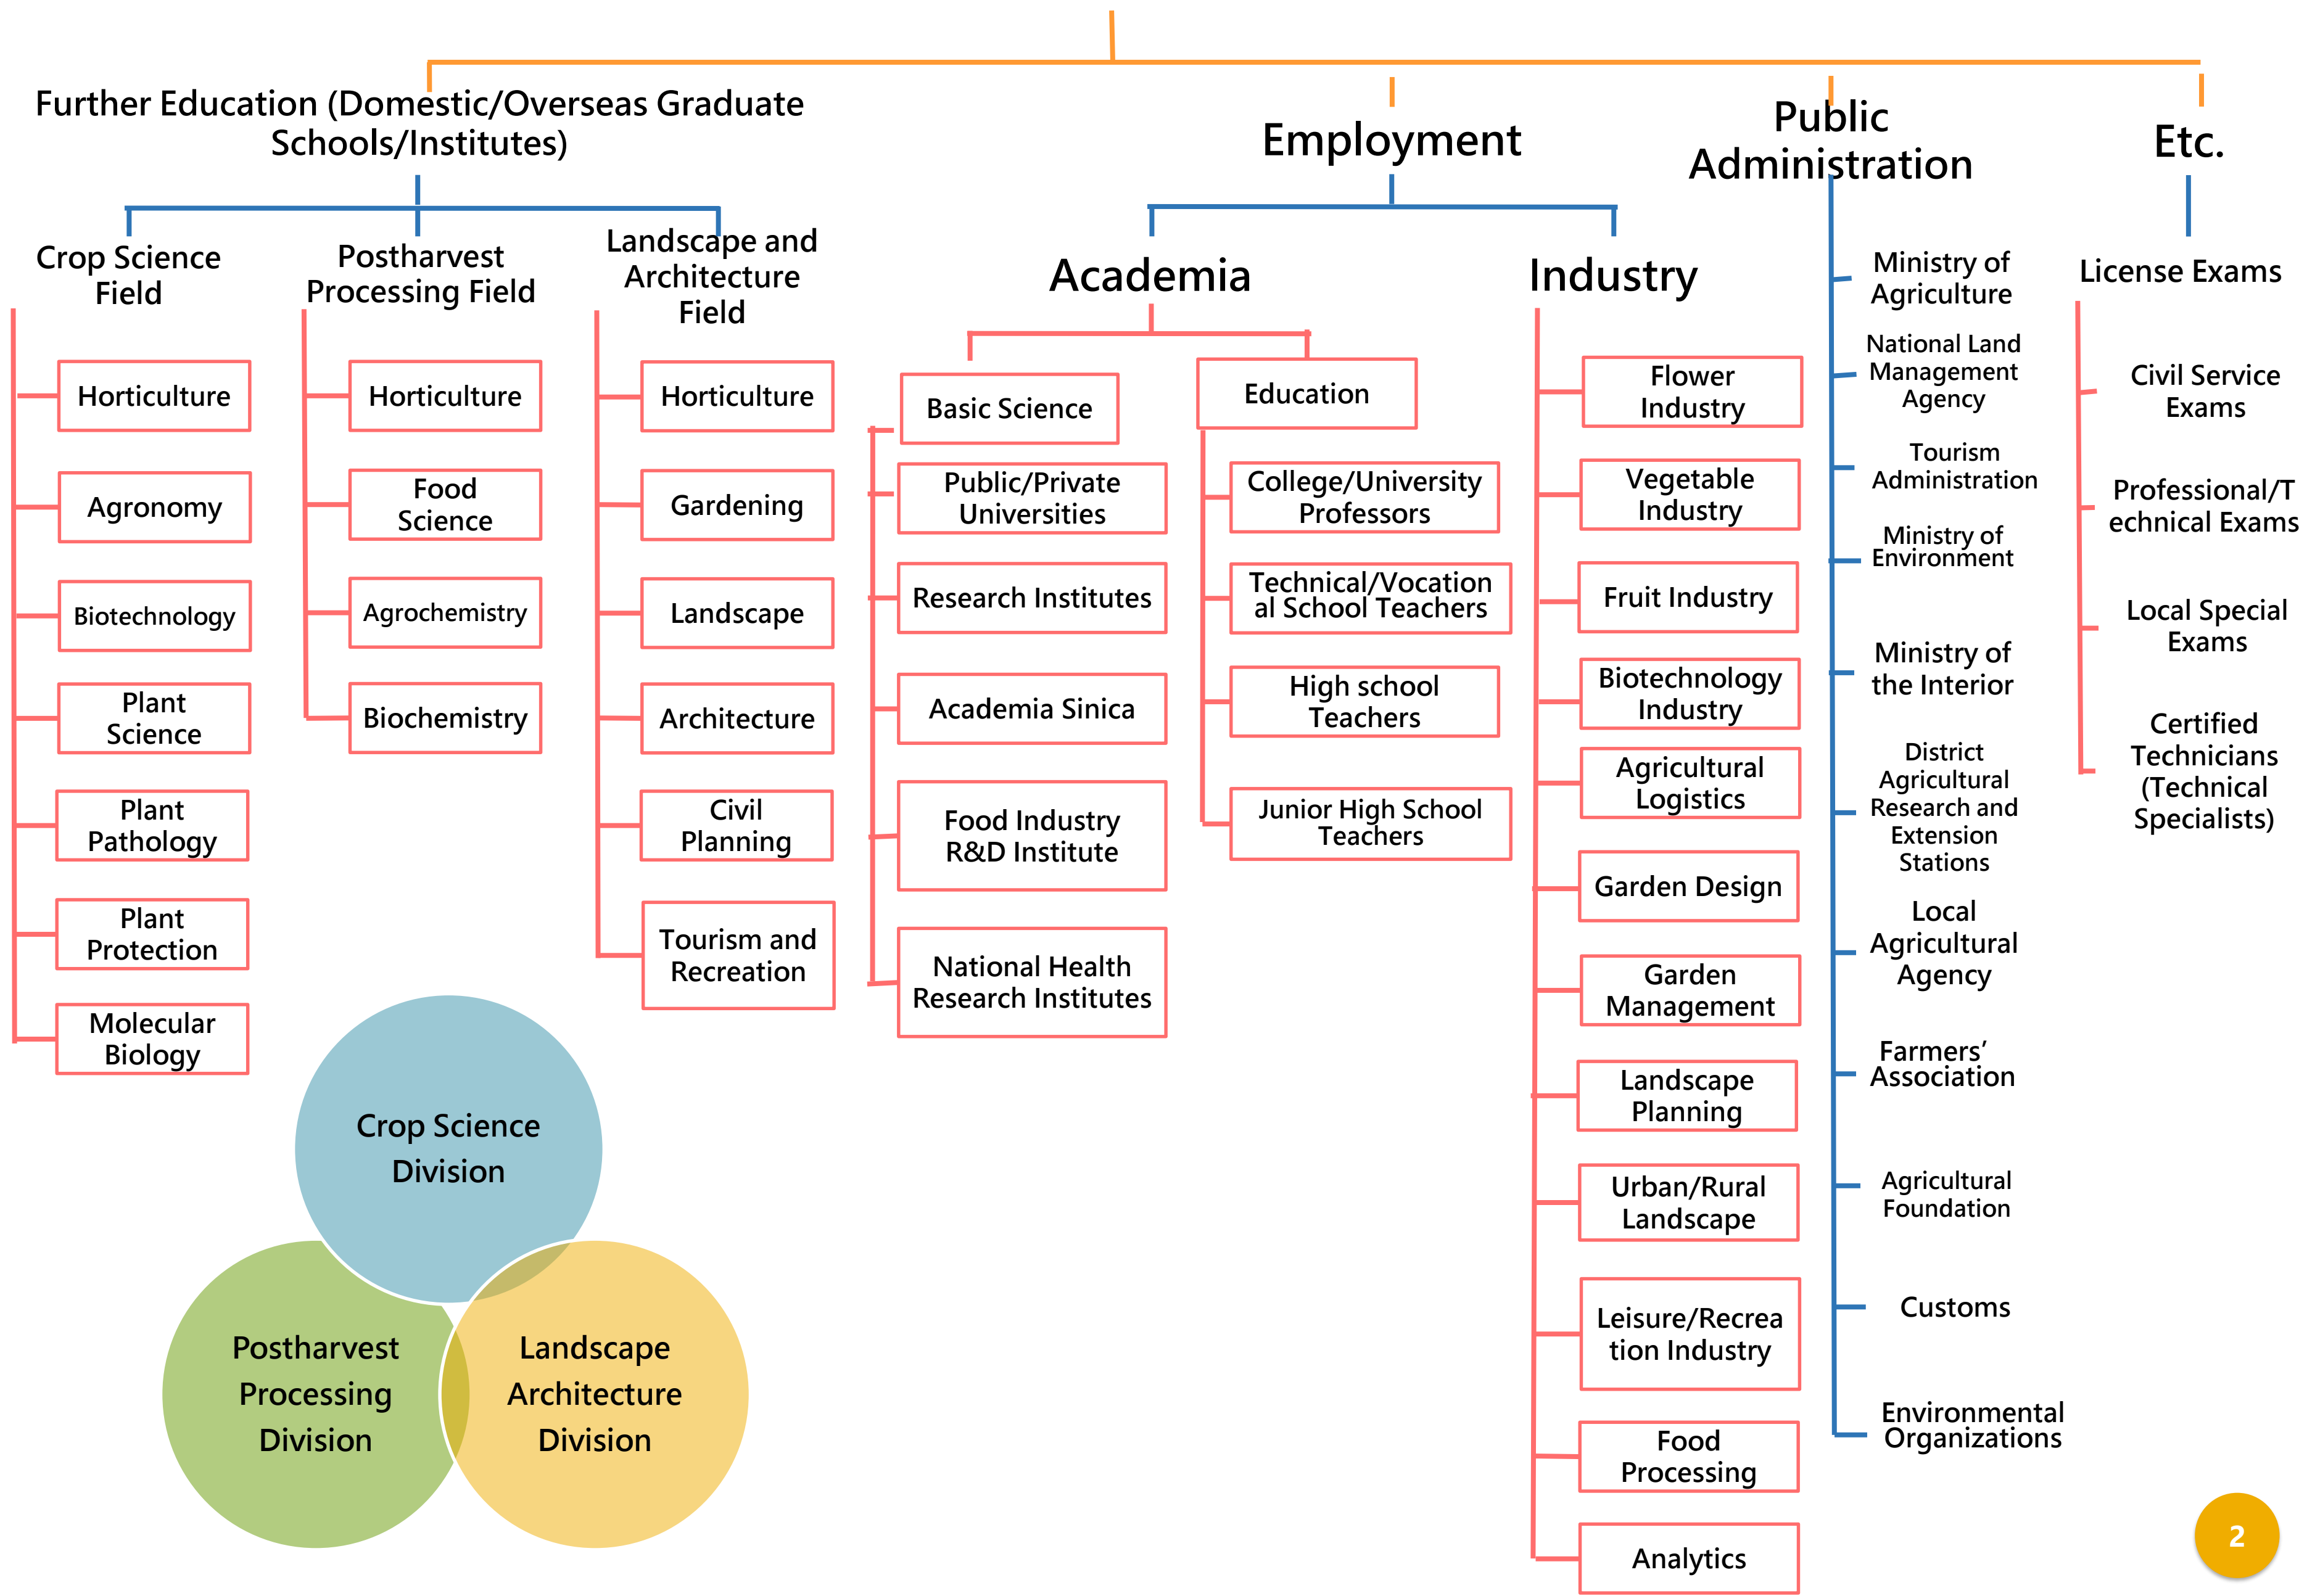 Further Education (Domestic/Overseas Graduate
Schools/Institutes)
Crop Science
Field
Horticulture
Agronomy
Biotechnology
Plant
Science
Plant
Pathology
Plant
Protection
Molecular
Biology
Postharvest
Processing Field
Horticulture
Food
Science
Agrochemistry
Biochemistry
Landscape and
Architecture
Field
Horticulture
Gardening
Landscape
Architecture
Civil
Planning
Tourism and
Recreation
Employment
Academia
Basic Science
Public/Private
Universities
Research Institutes
Academia Sinica
Food Industry
R&D Institute
National Health
Research Institutes
Education
College/University
Professors
Technical/Vocation
al School Teachers
High school
Teachers
Junior High School
Teachers
Industry
Flower
Industry
Vegetable
Industry
Fruit Industry
Biotechnology
Industry
Agricultural
Logistics
Garden Design
Garden
Management
Landscape
Planning
Urban/Rural
Landscape
Leisure/Recrea
tion Industry
Food
Processing
Analytics
Public
Administration
Ministry of
Agriculture
National Land
Management
Agency
Tourism
Administration
Ministry of
Environment
Ministry of
the Interior
District
Agricultural
Research and
Extension
Stations
Local
Agricultural
Agency
Farmers’
Association
Agricultural
Foundation
Customs
Environmental
Organizations
Etc.
License Exams
Civil Service
Exams
Professional/T
echnical Exams
Local Special
Exams
Certified
Technicians
(Technical
Specialists)
Crop Science
Division
Postharvest
Processing
Division
Landscape
Architecture
Division
2